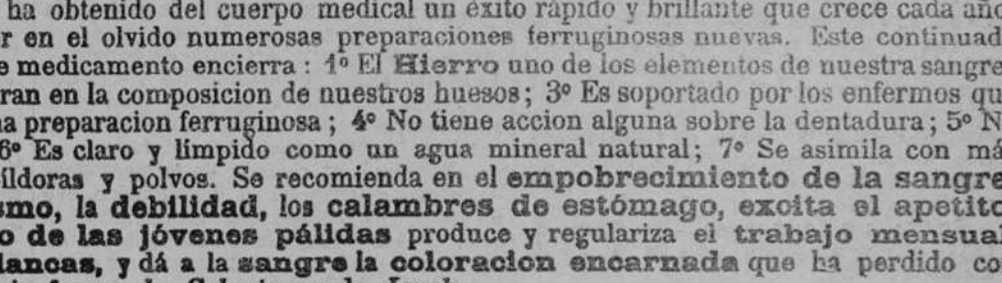 ha obtenido del cuerpo medical un éxito rápido y brillante que crece cada año
r en el olvido numerosas preparaciones ferruginosas nuevas. Este continuad
e medicamento encierra : 1º El Hierro uno de los elementos de nuestra sangre
ran en la composicion de nuestros huesos ; 3º Es soportado por los enfermos qu
na preparacion ferruginosa ; 4º No tiene accion alguna sobre la dentadura ; 5º N
6º Es claro y limpido como un agua mineral natural ; 7º Se asimila con má
ildoras y polvos. Se recomienda en el empobrecimiento de la sangre
smo, la debilidad, los calambres de estómago, excita el apetito
o de las jóvenes pálidas produce y regulariza el trabajo mensual
lancas, y dá a la sangre la coloracion encarnada que ha perdido co